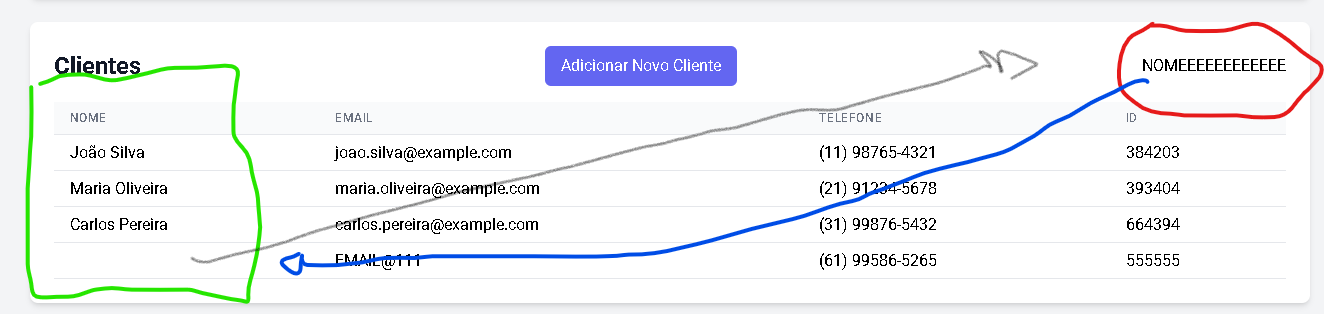 Clientes
Adicionar Novo Cliente
NOMEEEEEEEEEEEE
NOME EMAIL TELEFONE ID
João Silva joao.silva@example.com (11) 98765-4321 384203
Maria Oliveira maria.oliveira@example.com (21) 91234-5678 393404
Carlos Pereira carlos.pereira@example.com (31) 99876-5432 664394
EMAIL@111 (61) 99586-5265 555555